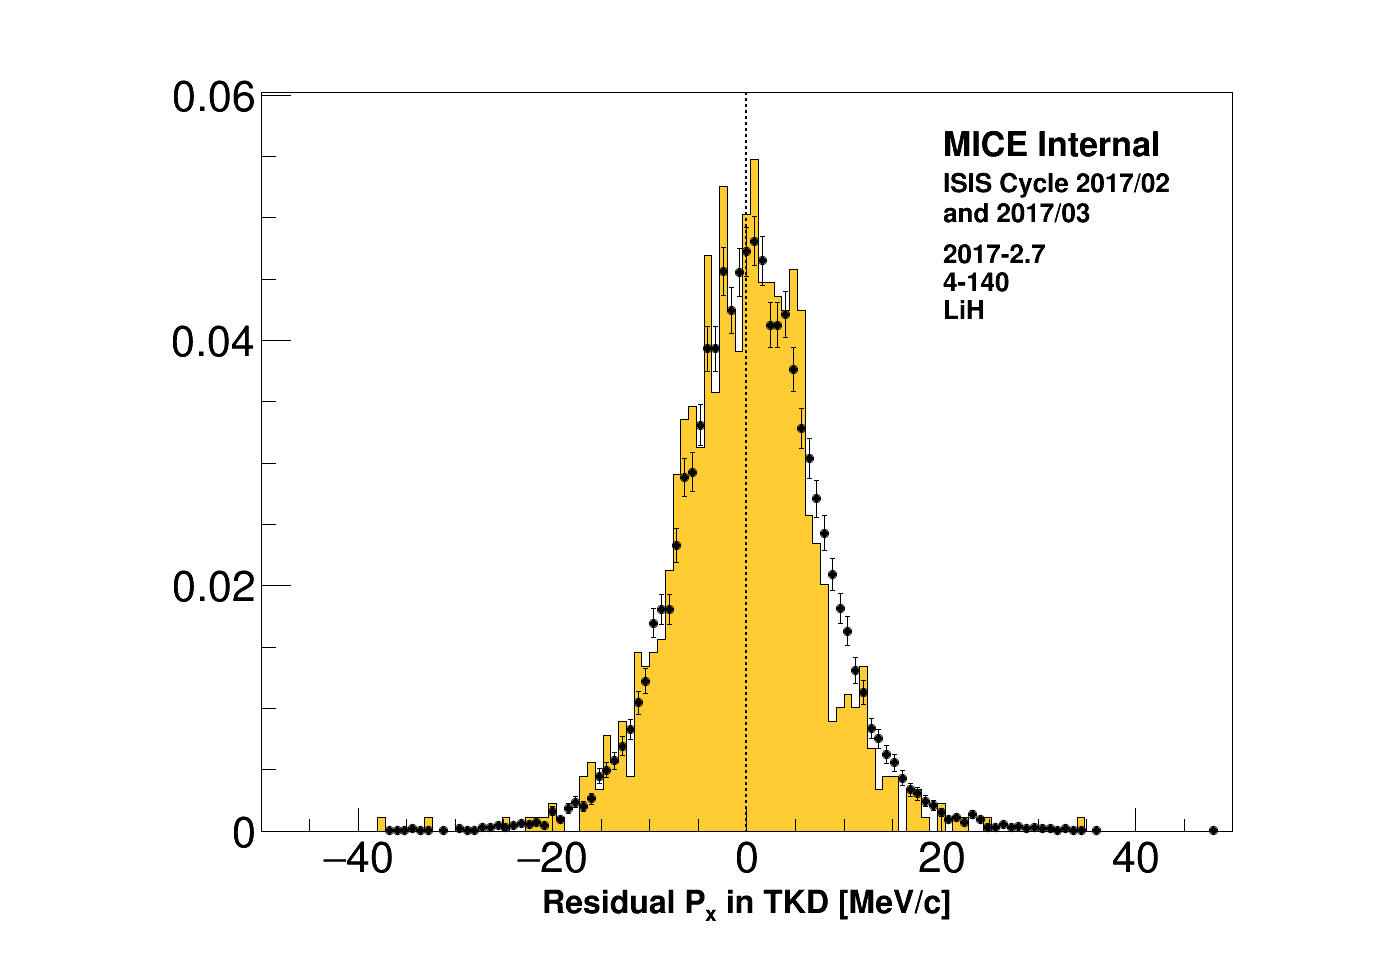 0.06
0.04
0.02
0
MICE Internal
ISIS Cycle 2017/02
and 2017/03
2017-2.7
4-140
LiH
−40 −20 0 20 40
Residual Px in TKD [MeV/c]